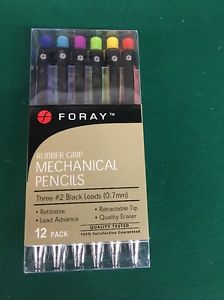 f FORAY™
RUBBER GRIP
MECHANICAL
PENCILS
Three #2 Black Leads (0.7mm)
• Refillable
• Retractable Tip
• Lead Advance
• Quality Eraser
12 PACK
QUALITY TESTED
100% Satisfaction Guaranteed